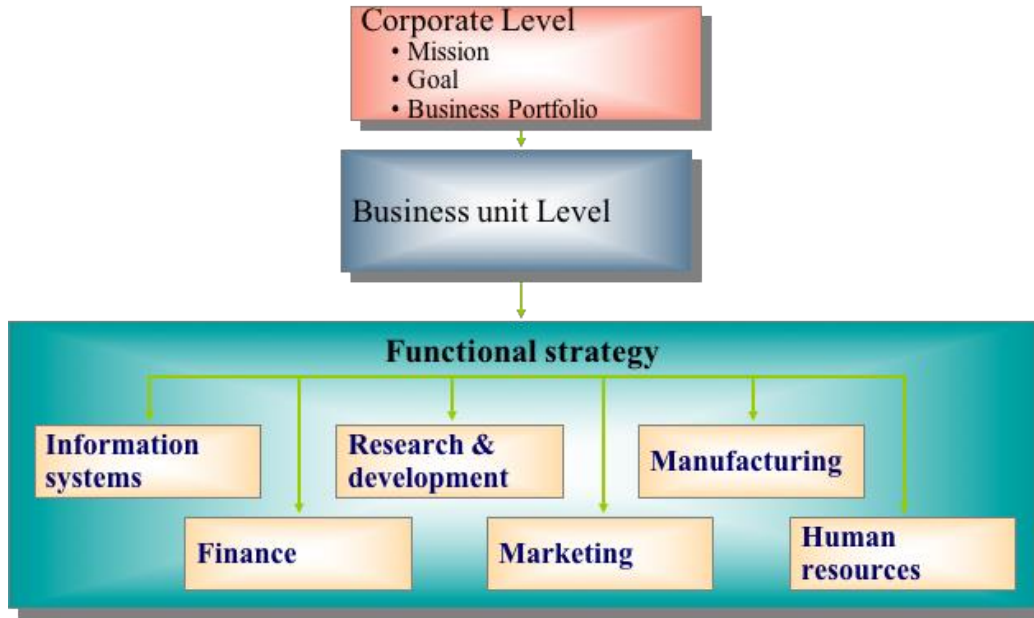 Corporate Level
• Mission
• Goal
• Business Portfolio
Business unit Level
Functional strategy
Information
systems
Research &
development
Manufacturing
Finance
Marketing
Human
resources